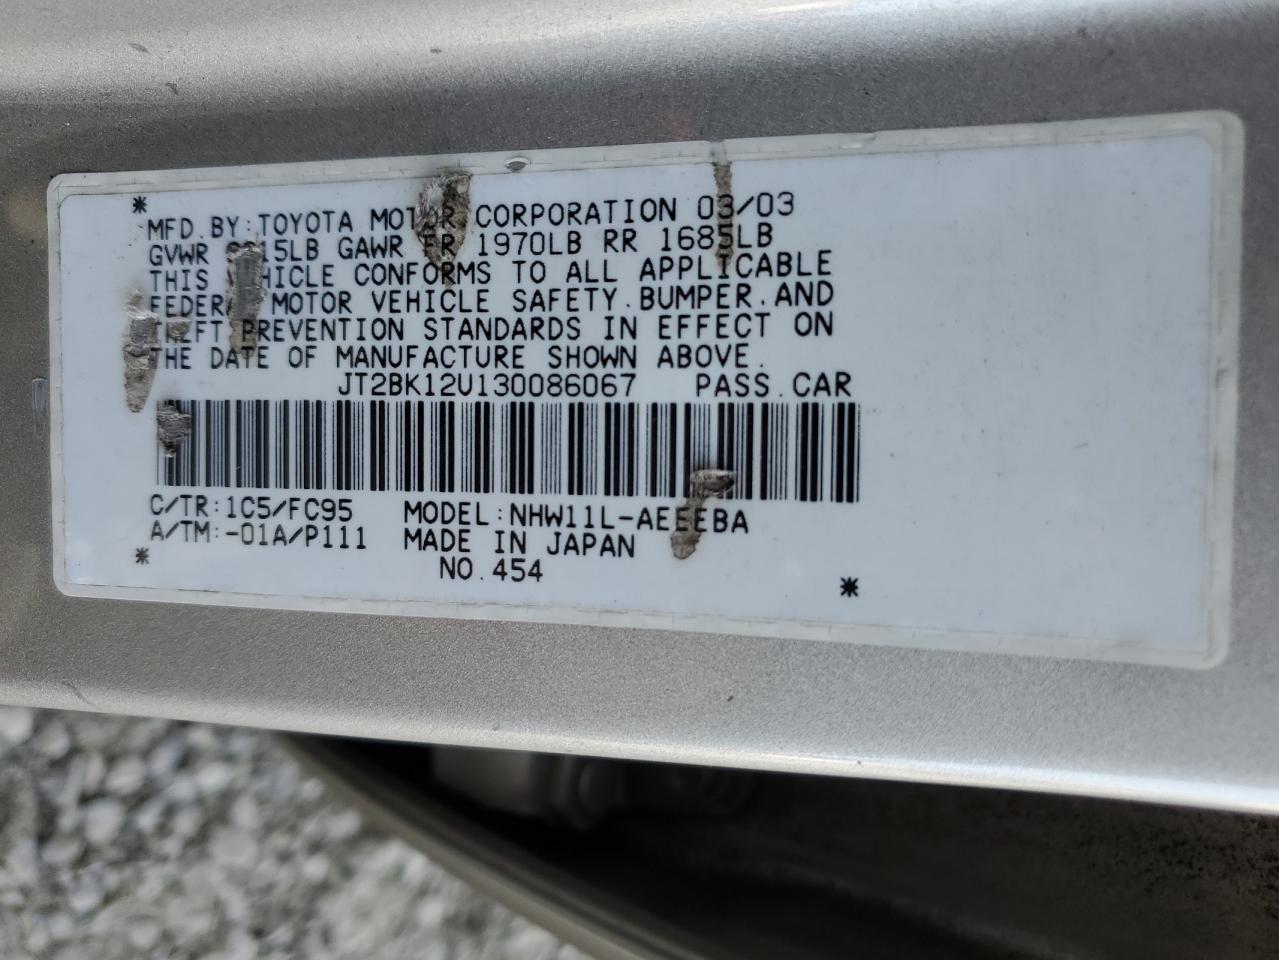 MFD. BY: TOYOTA MOTOR CORPORATION 03/03
GVWR GAWR FR 1970LB RR 1685LB
THIS VEHICLE CONFORMS TO ALL APPLICABLE
FEDERAL MOTOR VEHICLE SAFETY. BUMPER. AND
THEFT PREVENTION STANDARDS IN EFFECT ON
THE DATE OF MANUFACTURE SHOWN ABOVE.
JT2BK12U130086067 PASS. CAR
C/TR: 1C5/FC95 MODEL: NHW11L-AEEEBA
A/TM: -01A/P111 MADE IN JAPAN
NO. 454